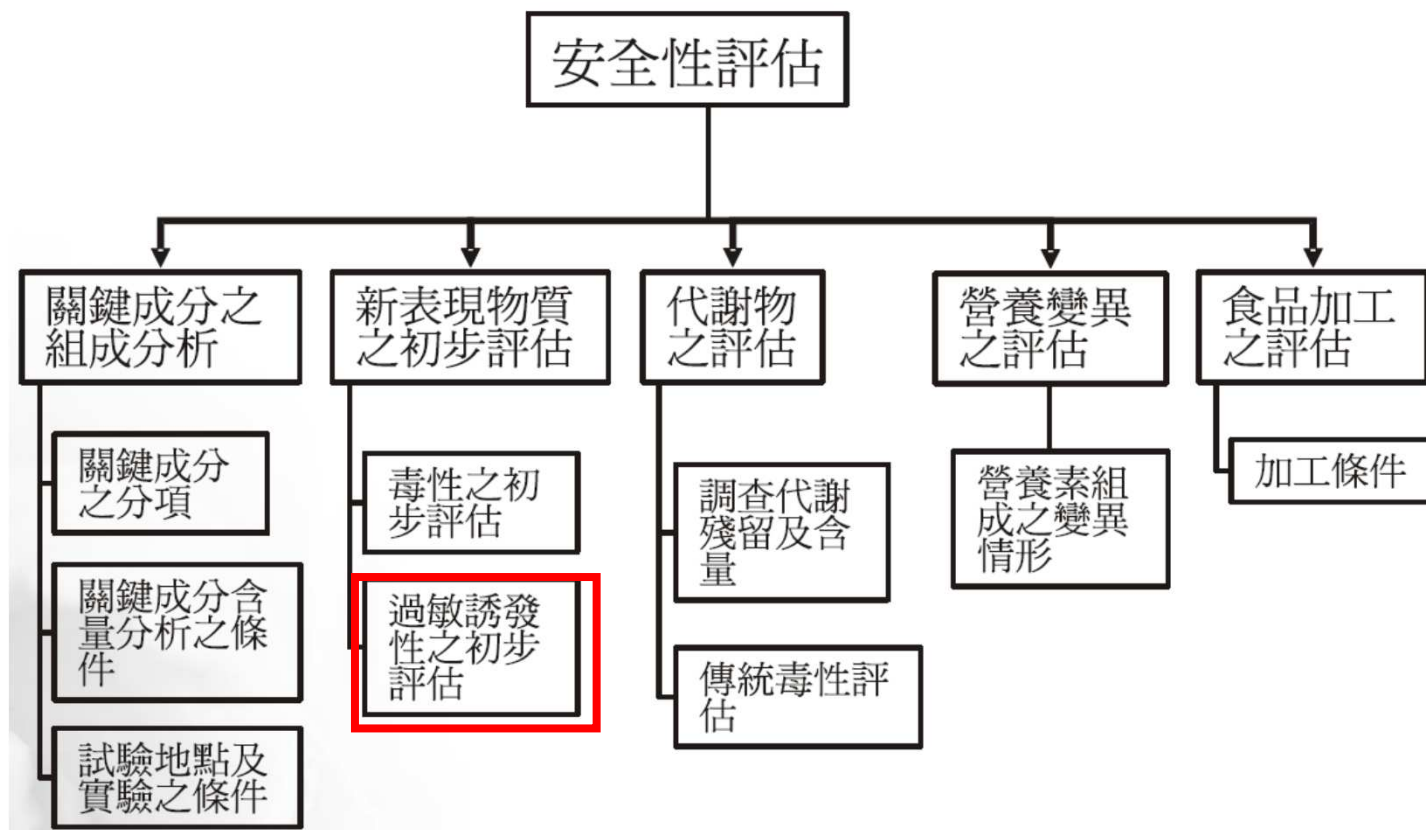 安全性評估
關鍵成分之
組成分析
新表現物質
之初步評估
代謝物
之評估
營養變異
之評估
食品加工
之評估
關鍵成分
之分項
關鍵成分含
量分析之條
件
試驗地點及
實驗之條件
毒性之初
步評估
過敏誘發
性之初步
評估
調查代謝
殘留及含
量
傳統毒性評
估
營養素組
成之變異
情形
加工條件